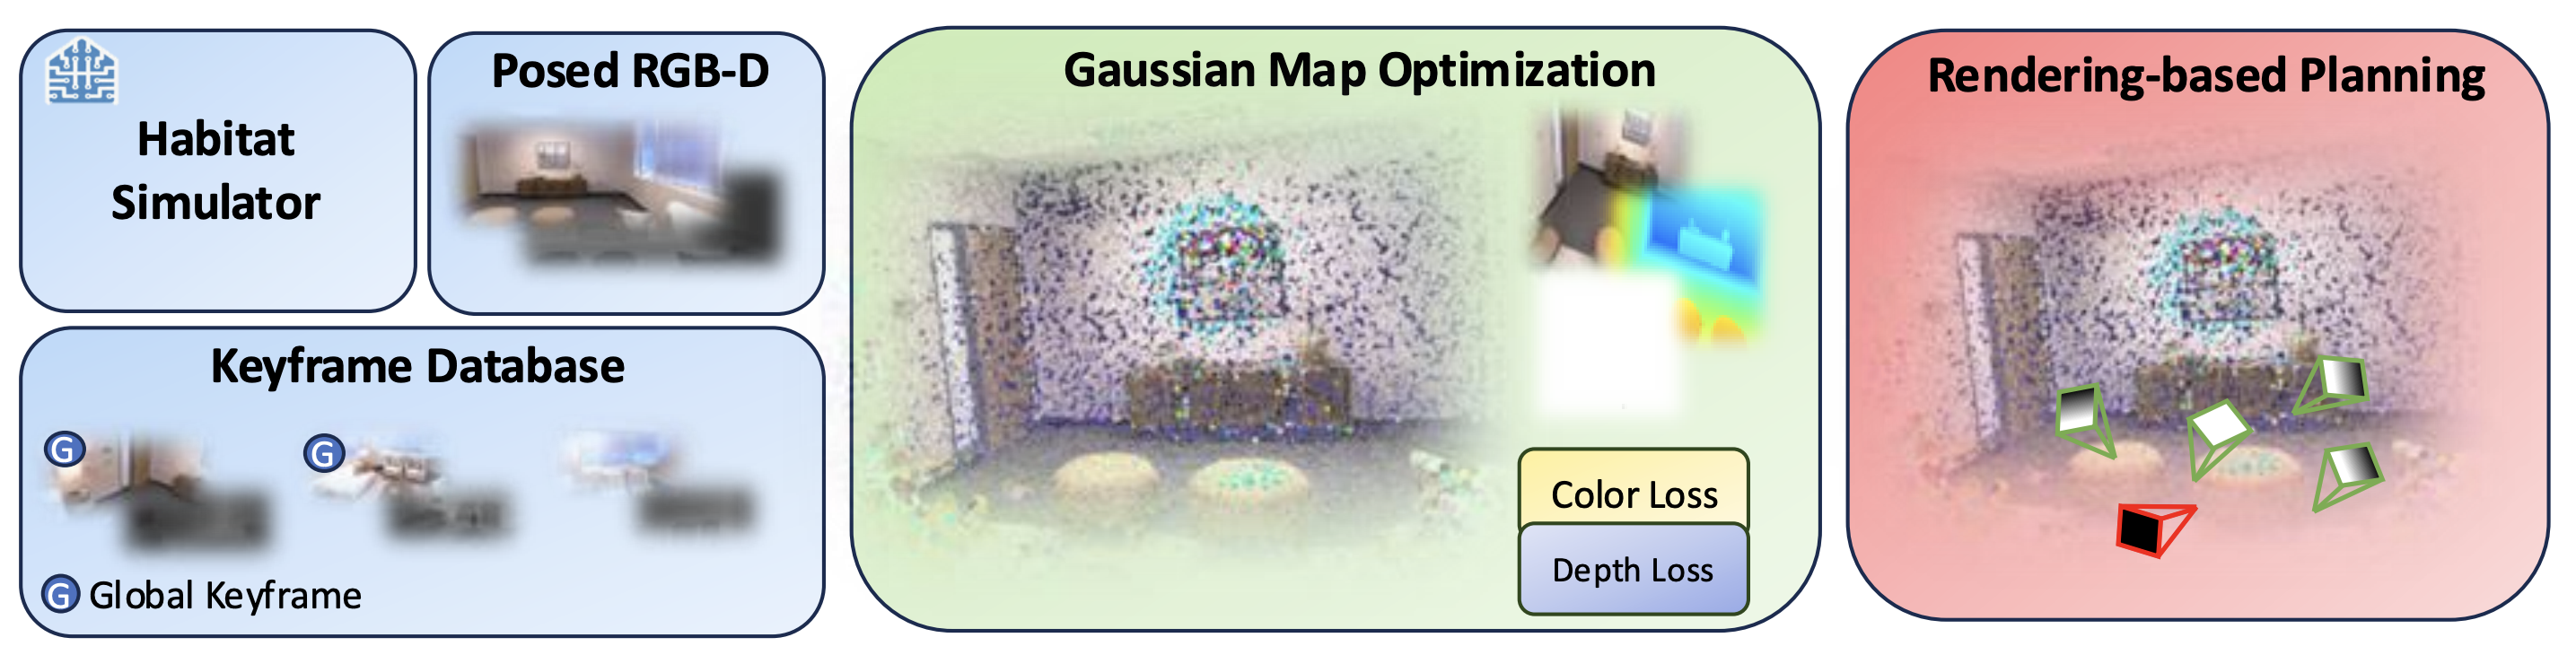 Habitat
Simulator
Posed RGB-D
Keyframe Database
G
G
G Global Keyframe
Gaussian Map Optimization
Color Loss
Depth Loss
Rendering-based Planning